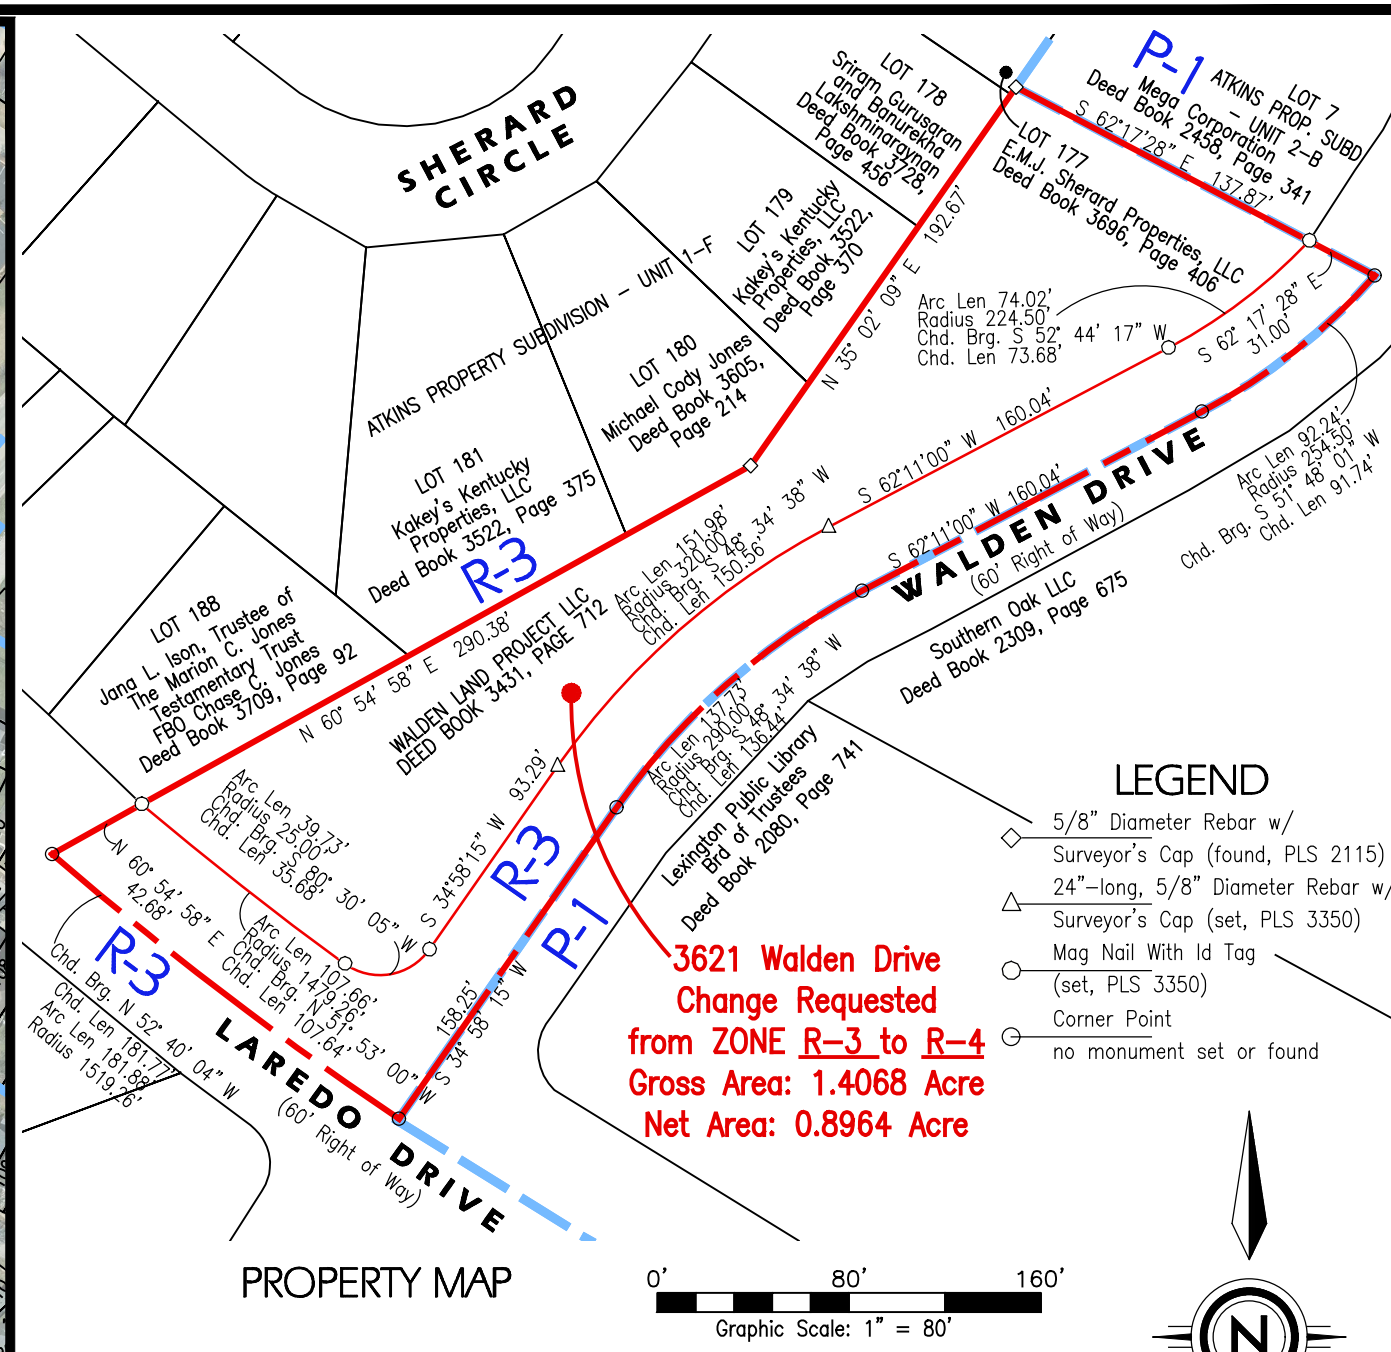 SHERARD
CIRCLE
LOT 178
Sriram Gurusaran
and Banurekha
Lakshminaraynan
Deed Book 3728,
Page 456
P-1
LOT 7
ATKINS PROP. SUBD
– UNIT 2–B
Mega Corporation
Deed Book 2458, Page 341
S 62°17'28" E 137.87'
LOT 177
E.M.J. Sherard Properties, LLC
Deed Book 3696, Page 406
LOT 179
Kakey's Kentucky
Properties, LLC
Deed Book 3522,
Page 370
N 35° 02' 09" E 192.67'
ATKINS PROPERTY SUBDIVISION – UNIT 1–F
LOT 180
Michael Cody Jones
Deed Book 3605,
Page 214
Arc Len 74.02'
Radius 224.50'
Chd. Brg. S 52° 44' 17" W
Chd. Len 73.68'
S 62° 17' 28" E
31.00'
LOT 181
Kakey's Kentucky
Properties, LLC
Deed Book 3522, Page 375
R-3
S 62°11'00" W 160.04'
S 62°11'00" W 160.04'
WALDEN DRIVE
(60' Right of Way)
Arc Len 92.24'
Radius 254.50'
Chd. Brg. S 51° 48' 01" W
Chd. Len 91.74'
Arc Len 151.98'
Radius 320.00'
Chd. Brg. S 48° 34' 38" W
Chd. Len 150.56'
LOT 188
Jana L. Ison, Trustee of
The Marion C. Jones
Testamentary Trust
FBO Chase C. Jones
Deed Book 3709, Page 92
N 60° 54' 58" E 290.38'
WALDEN LAND PROJECT LLC
DEED BOOK 3431, PAGE 712
Southern Oak LLC
Deed Book 2309, Page 675
Arc Len 137.73'
Radius 290.00'
Chd. Brg. S 48° 34' 38" W
Chd. Len 136.44'
Lexington Public Library
Brd of Trustees
Deed Book 2080, Page 741
Arc Len 39.73'
Radius 25.00'
Chd. Brg. S 80° 30' 05" W
Chd. Len 35.68'
S 34°58'15" W 93.29'
R-3
P-1
N 60° 54' 58" E
42.68'
R-3
Arc Len 107.66'
Radius 1479.26'
Chd. Brg. N 51° 53' 00" W
Chd. Len 107.64'
S 34° 58' 15" W
158.25'
Chd. Brg. N 52° 40' 04" W
Chd. Len 181.77'
Arc Len 181.88'
Radius 1519.26'
LAREDO DRIVE
(60' Right of Way)
3621 Walden Drive
Change Requested
from ZONE R–3 to R–4
Gross Area: 1.4068 Acre
Net Area: 0.8964 Acre
LEGEND
5/8" Diameter Rebar w/
Surveyor's Cap (found, PLS 2115)
24"–long, 5/8" Diameter Rebar w/
Surveyor's Cap (set, PLS 3350)
Mag Nail With Id Tag
(set, PLS 3350)
Corner Point
no monument set or found
PROPERTY MAP
0' 80' 160'
Graphic Scale: 1" = 80'
N